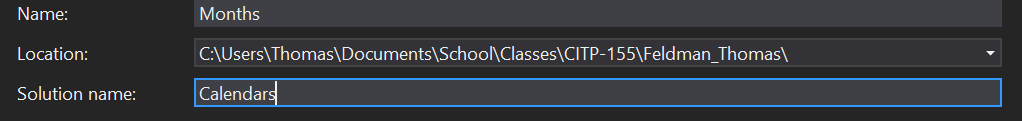 Name: Months
Location: C:\Users\Thomas\Documents\School\Classes\CITP-155\Feldman_Thomas\
Solution name: Calendars